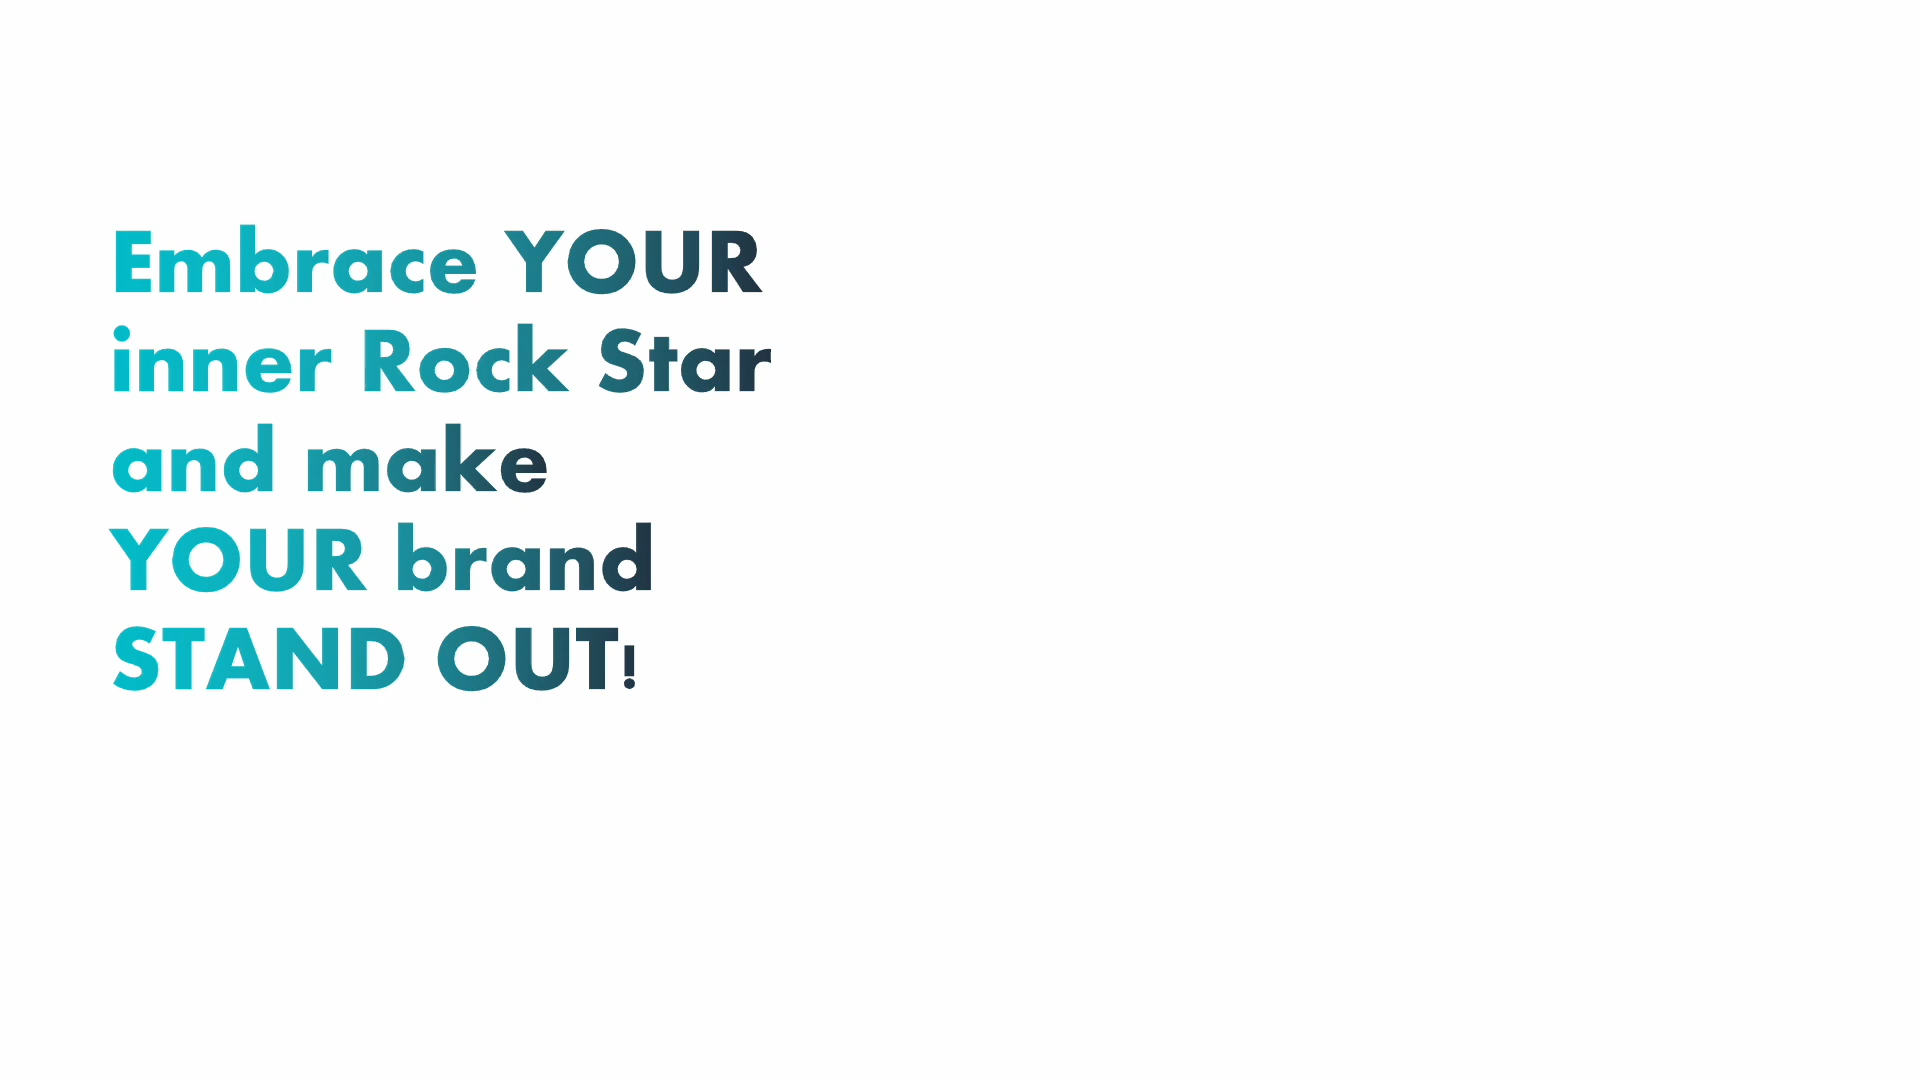 Embrace YOUR
inner Rock Star
and make
YOUR brand
STAND OUT!